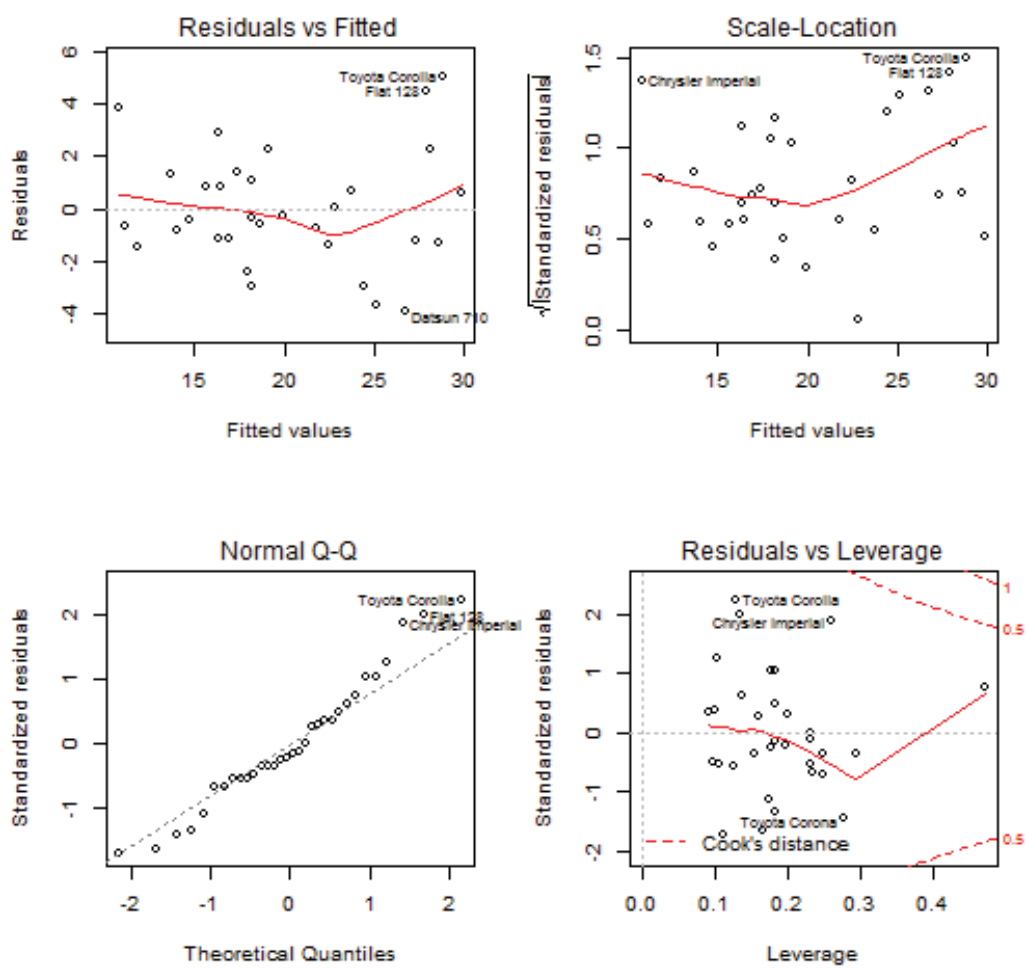 Residuals vs Fitted
Residuals
6
4
2
0
-2
-4
Toyota Corolla
Fiat 128
Datsun 710
15 20 25 30
Fitted values
Scale-Location
√|Standardized residuals|
1.5
1.0
0.5
0.0
Chrysler Imperial
Toyota Corolla
Fiat 128
15 20 25 30
Fitted values
Normal Q-Q
Standardized residuals
2
1
0
-1
Toyota Corolla
Fiat 128
Chrysler Imperial
-2 -1 0 1 2
Theoretical Quantiles
Residuals vs Leverage
Standardized residuals
2
1
0
-1
-2
Toyota Corolla
Chrysler Imperial
Toyota Corona
Cook's distance
1
0.5
0.5
0.0 0.1 0.2 0.3 0.4
Leverage